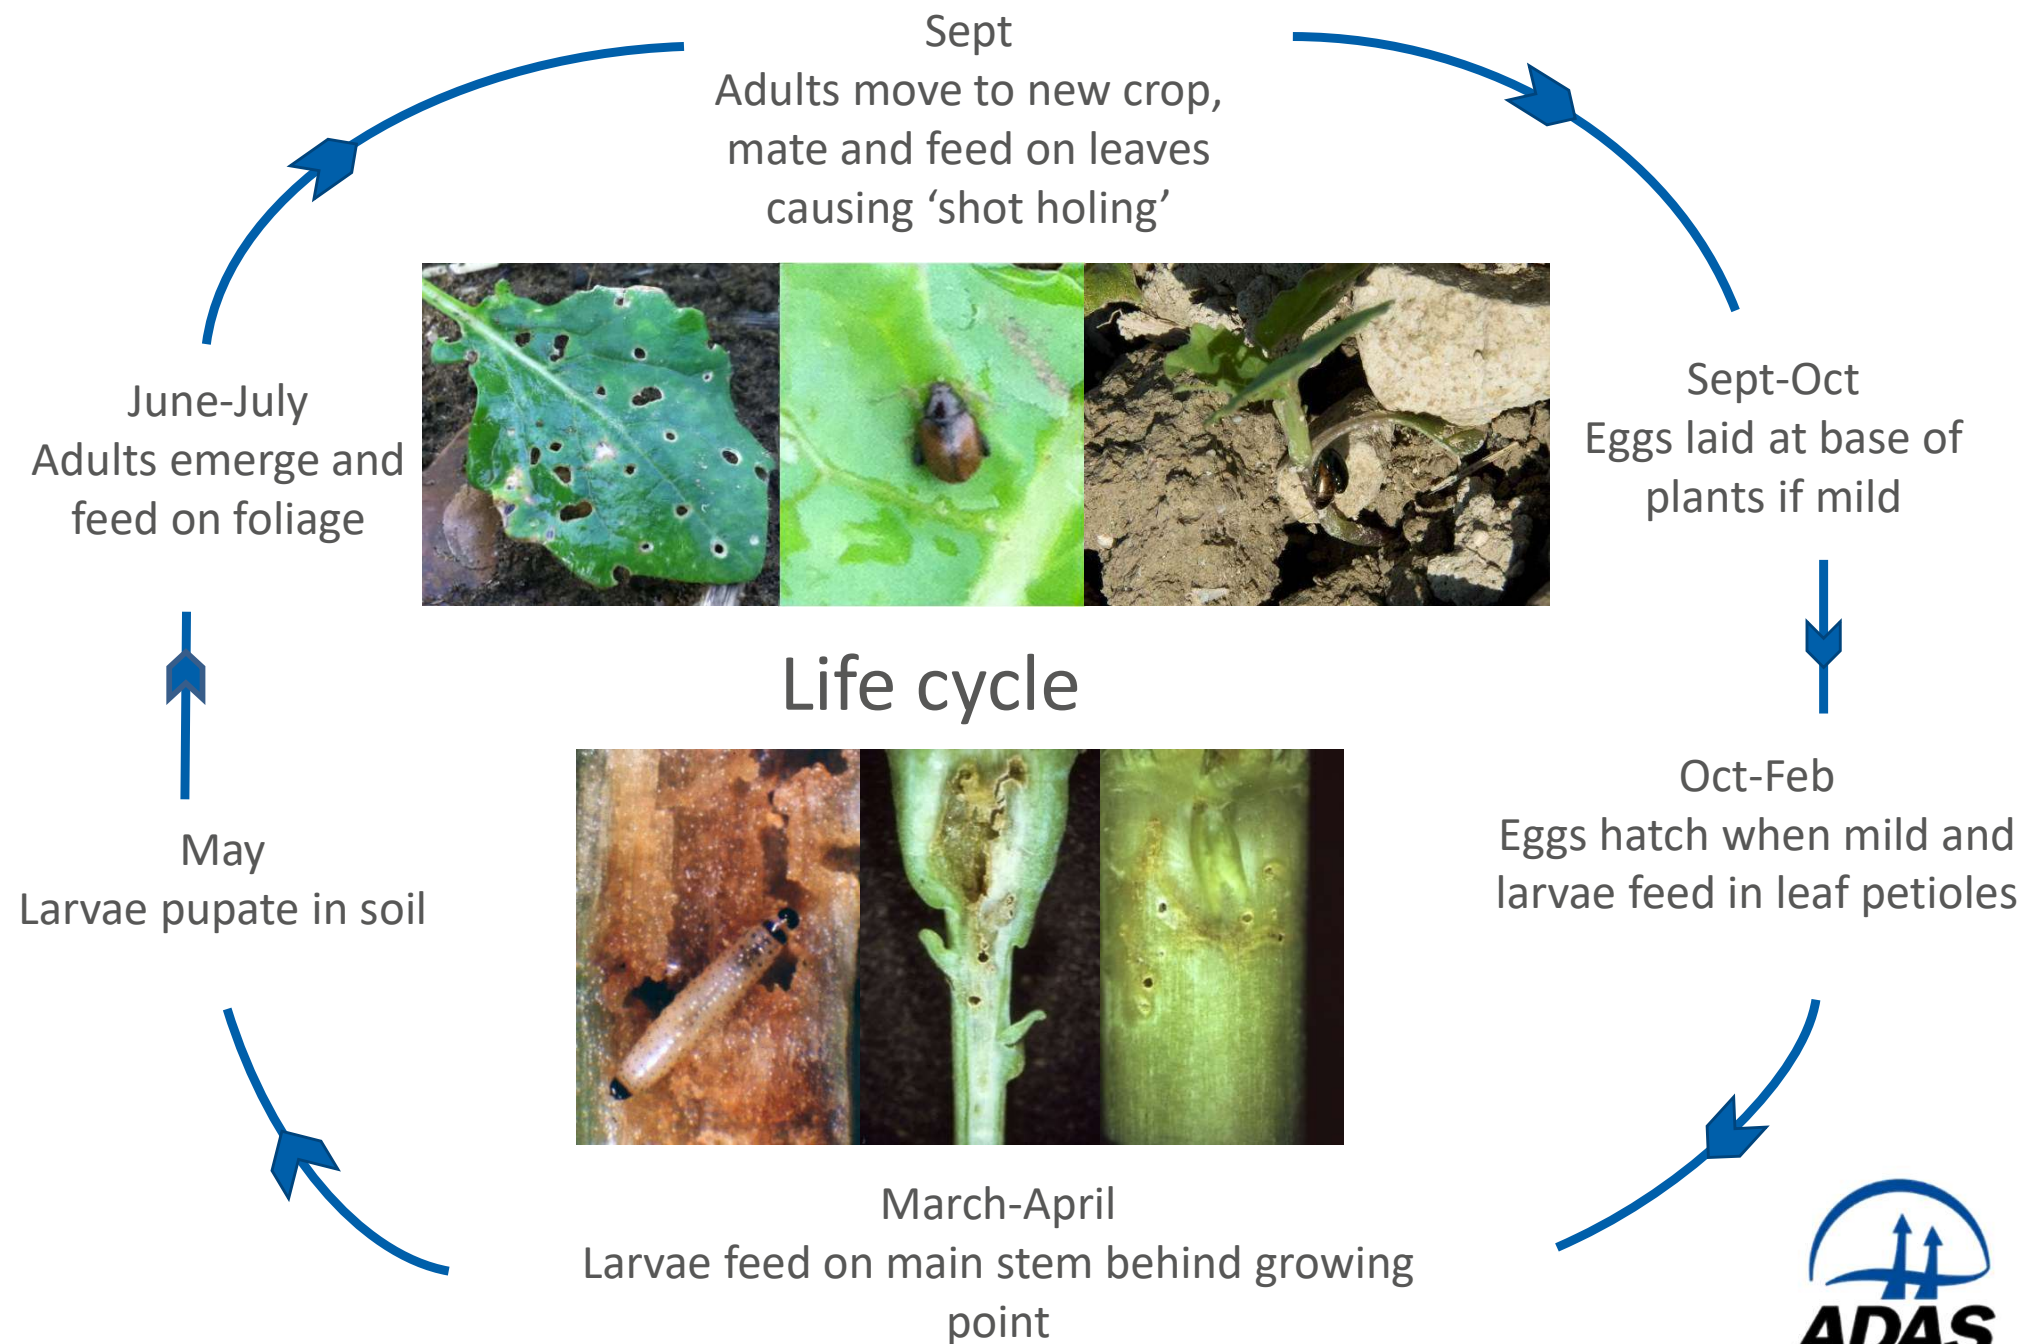 Sept
Adults move to new crop,
mate and feed on leaves
causing ‘shot holing’
Sept-Oct
Eggs laid at base of
plants if mild
Oct-Feb
Eggs hatch when mild and
larvae feed in leaf petioles
March-April
Larvae feed on main stem behind growing
point
May
Larvae pupate in soil
June-July
Adults emerge and
feed on foliage
Life cycle
ADAS